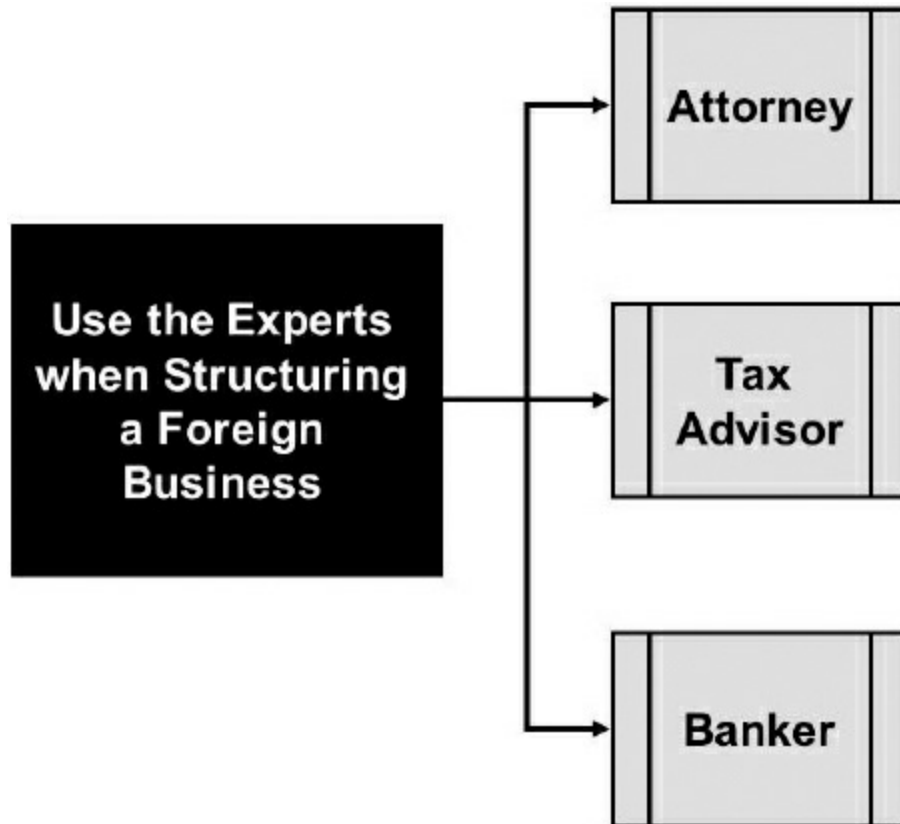 Attorney
Use the Experts
when Structuring
a Foreign
Business
Tax
Advisor
Banker